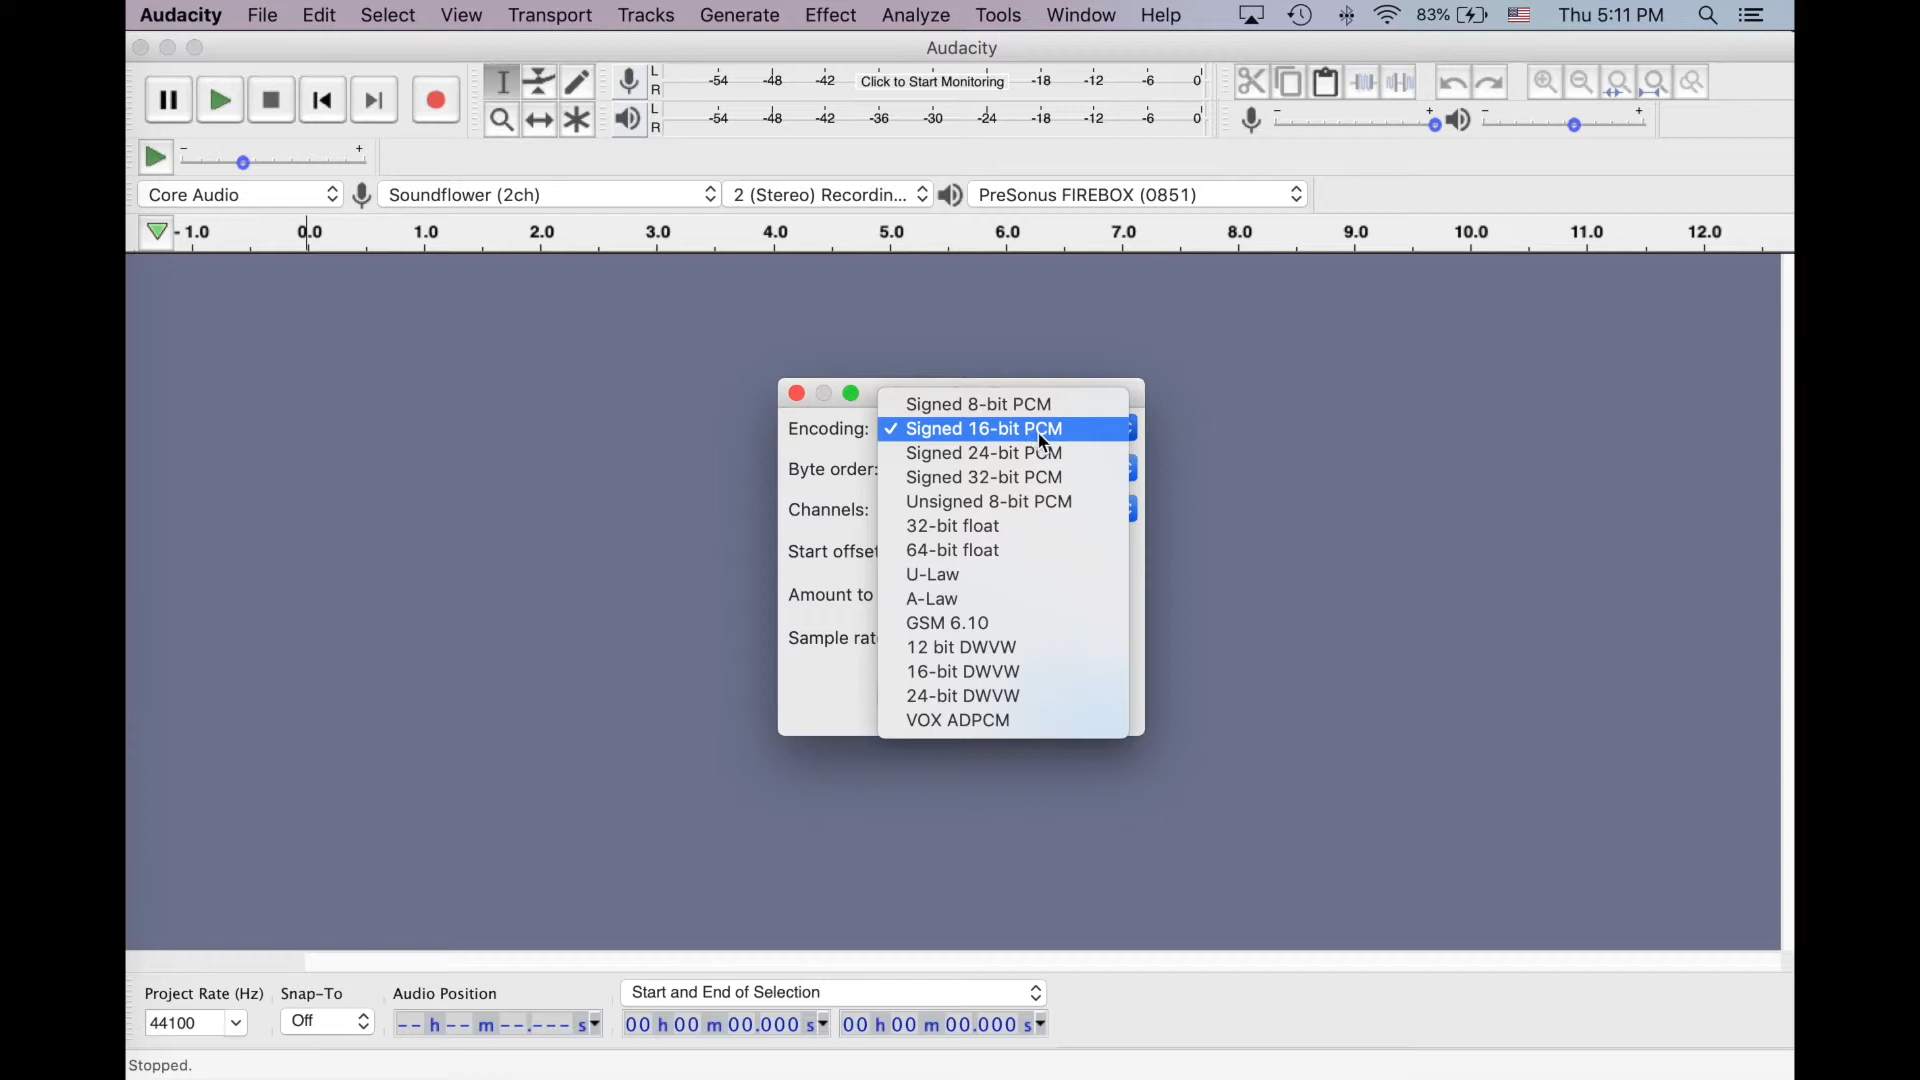 Audacity File Edit Select View Transport Tracks Generate Effect Analyze Tools Window Help 83% Thu 5:11 PM
Audacity
L
R
-54 -48 -42 Click to Start Monitoring -18 -12 -6 0
L
R
-54 -48 -42 -36 -30 -24 -18 -12 -6 0
- +
- +
- +
Core Audio Soundflower (2ch) 2 (Stereo) Recordin... PreSonus FIREBOX (0851)
- 1.0 0.0 1.0 2.0 3.0 4.0 5.0 6.0 7.0 8.0 9.0 10.0 11.0 12.0
Signed 8-bit PCM
Encoding: ✓ Signed 16-bit PCM
Signed 24-bit PCM
Byte order:
Signed 32-bit PCM
Unsigned 8-bit PCM
Channels:
32-bit float
Start offset
64-bit float
U-Law
Amount to
A-Law
GSM 6.10
Sample rat
12 bit DWVW
16-bit DWVW
24-bit DWVW
VOX ADPCM
Project Rate (Hz) Snap-To Audio Position Start and End of Selection
44100 Off -- h -- m --.--- s 00 h 00 m 00.000 s 00 h 00 m 00.000 s
Stopped.